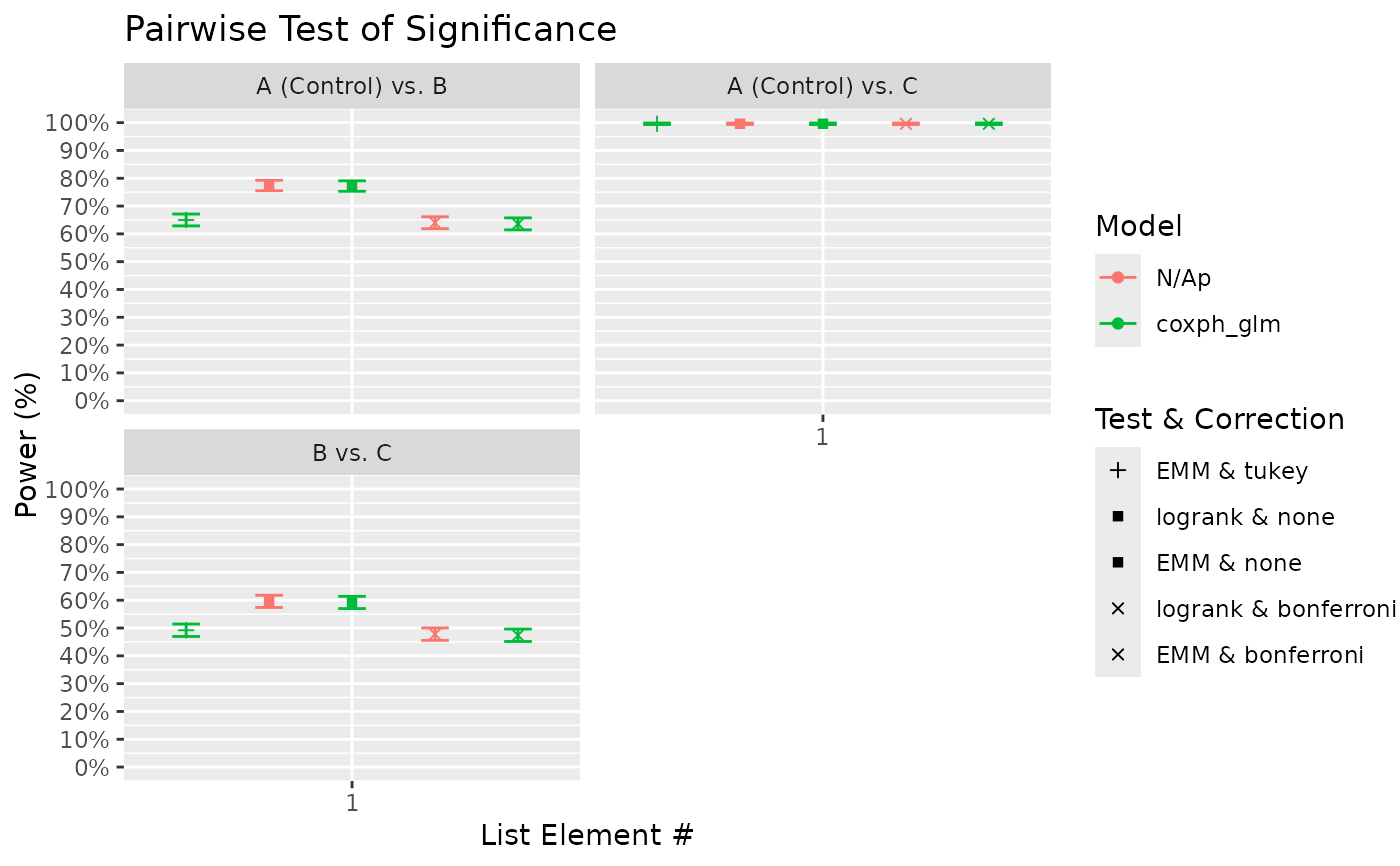 Pairwise Test of Significance
A (Control) vs. B
A (Control) vs. C
100%
90%
80%
70%
60%
50%
40%
30%
20%
10%
0%
1
B vs. C
100%
90%
80%
70%
60%
50%
40%
30%
20%
10%
0%
1
List Element #
Power (%)
Model
N/Ap
coxph_glm
Test & Correction
EMM & tukey
logrank & none
EMM & none
logrank & bonferroni
EMM & bonferroni